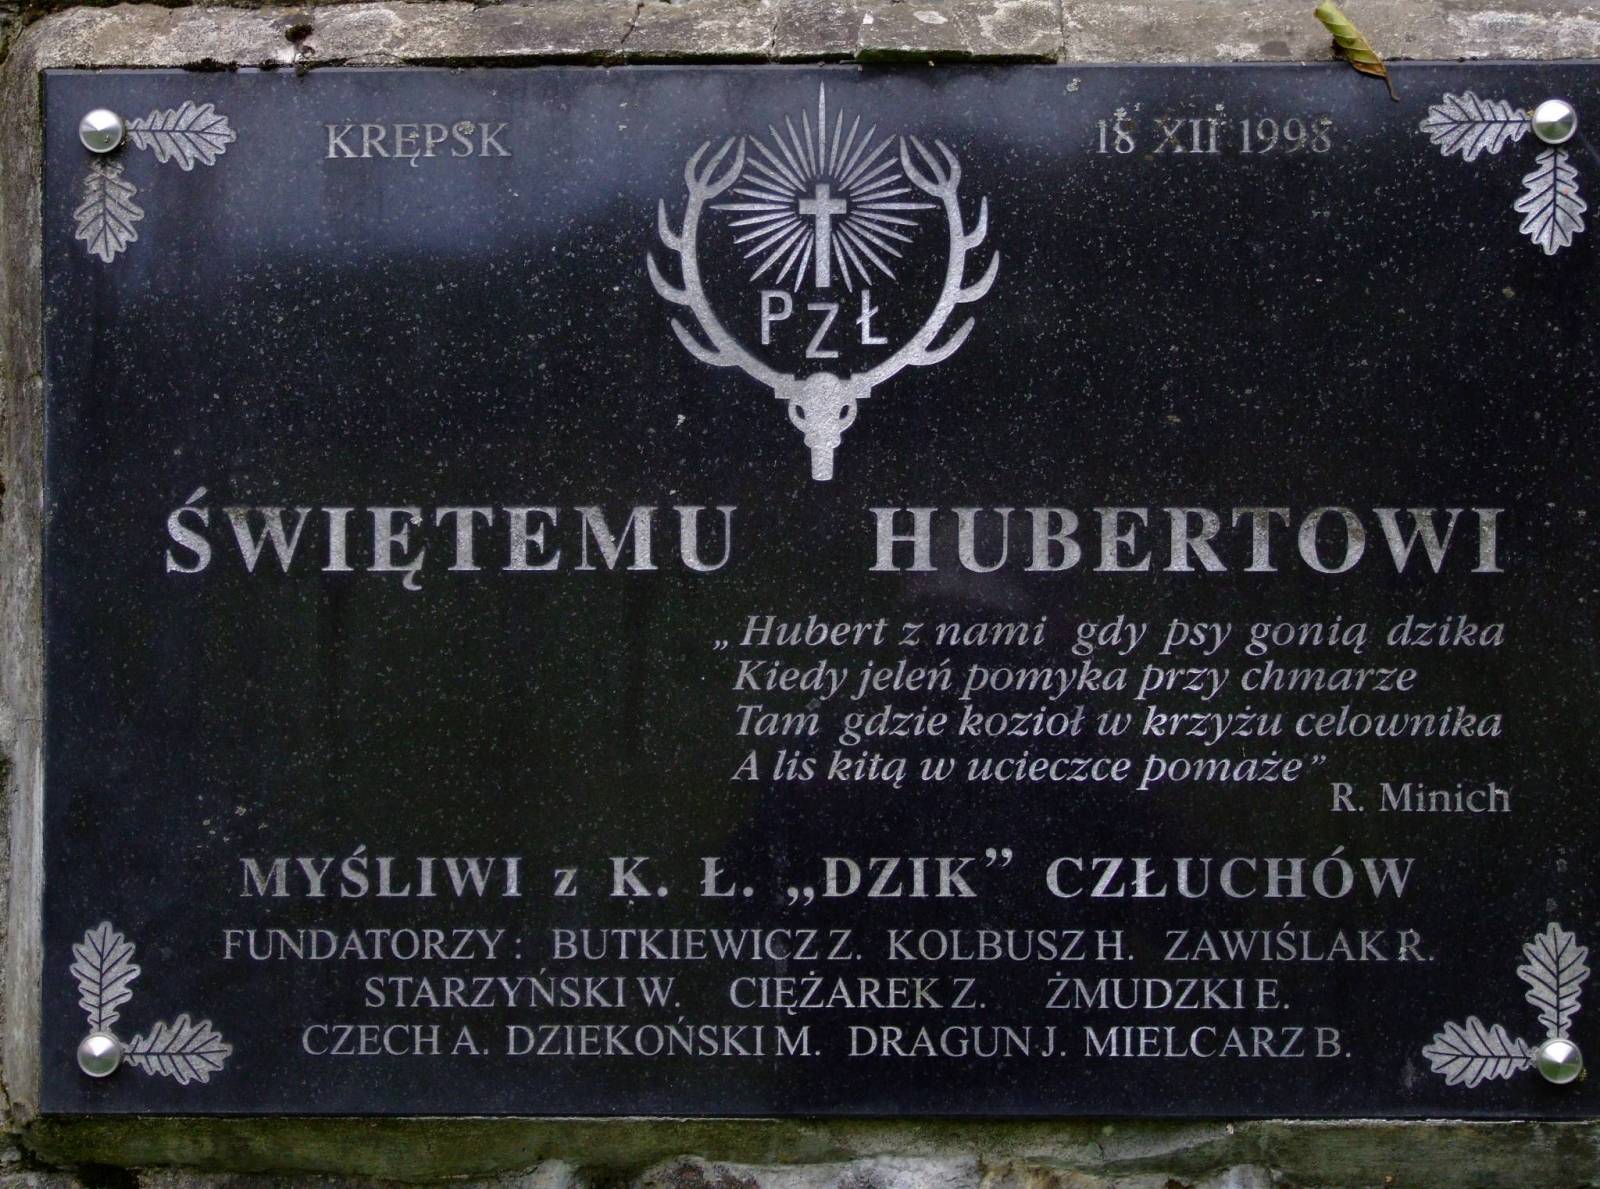 KRĘPSK
18 XII 1998
PZŁ
ŚWIĘTEMU HUBERTOWI
„Hubert z nami gdy psy gonią dzika
Kiedy jeleń pomyka przy chmarze
Tam gdzie kozioł w krzyżu celownika
A lis kitą w ucieczce pomaże”
R. Minich
MYŚLIWI z K. Ł. „DZIK” CZŁUCHÓW
FUNDATORZY: BUTKIEWICZ Z. KOLBUSZ H. ZAWIŚLAK R.
STARZYŃSKI W. CIĘŻAREK Z. ŻMUDZKI E.
CZECH A. DZIEKOŃSKI M. DRAGUN J. MIELCARZ B.